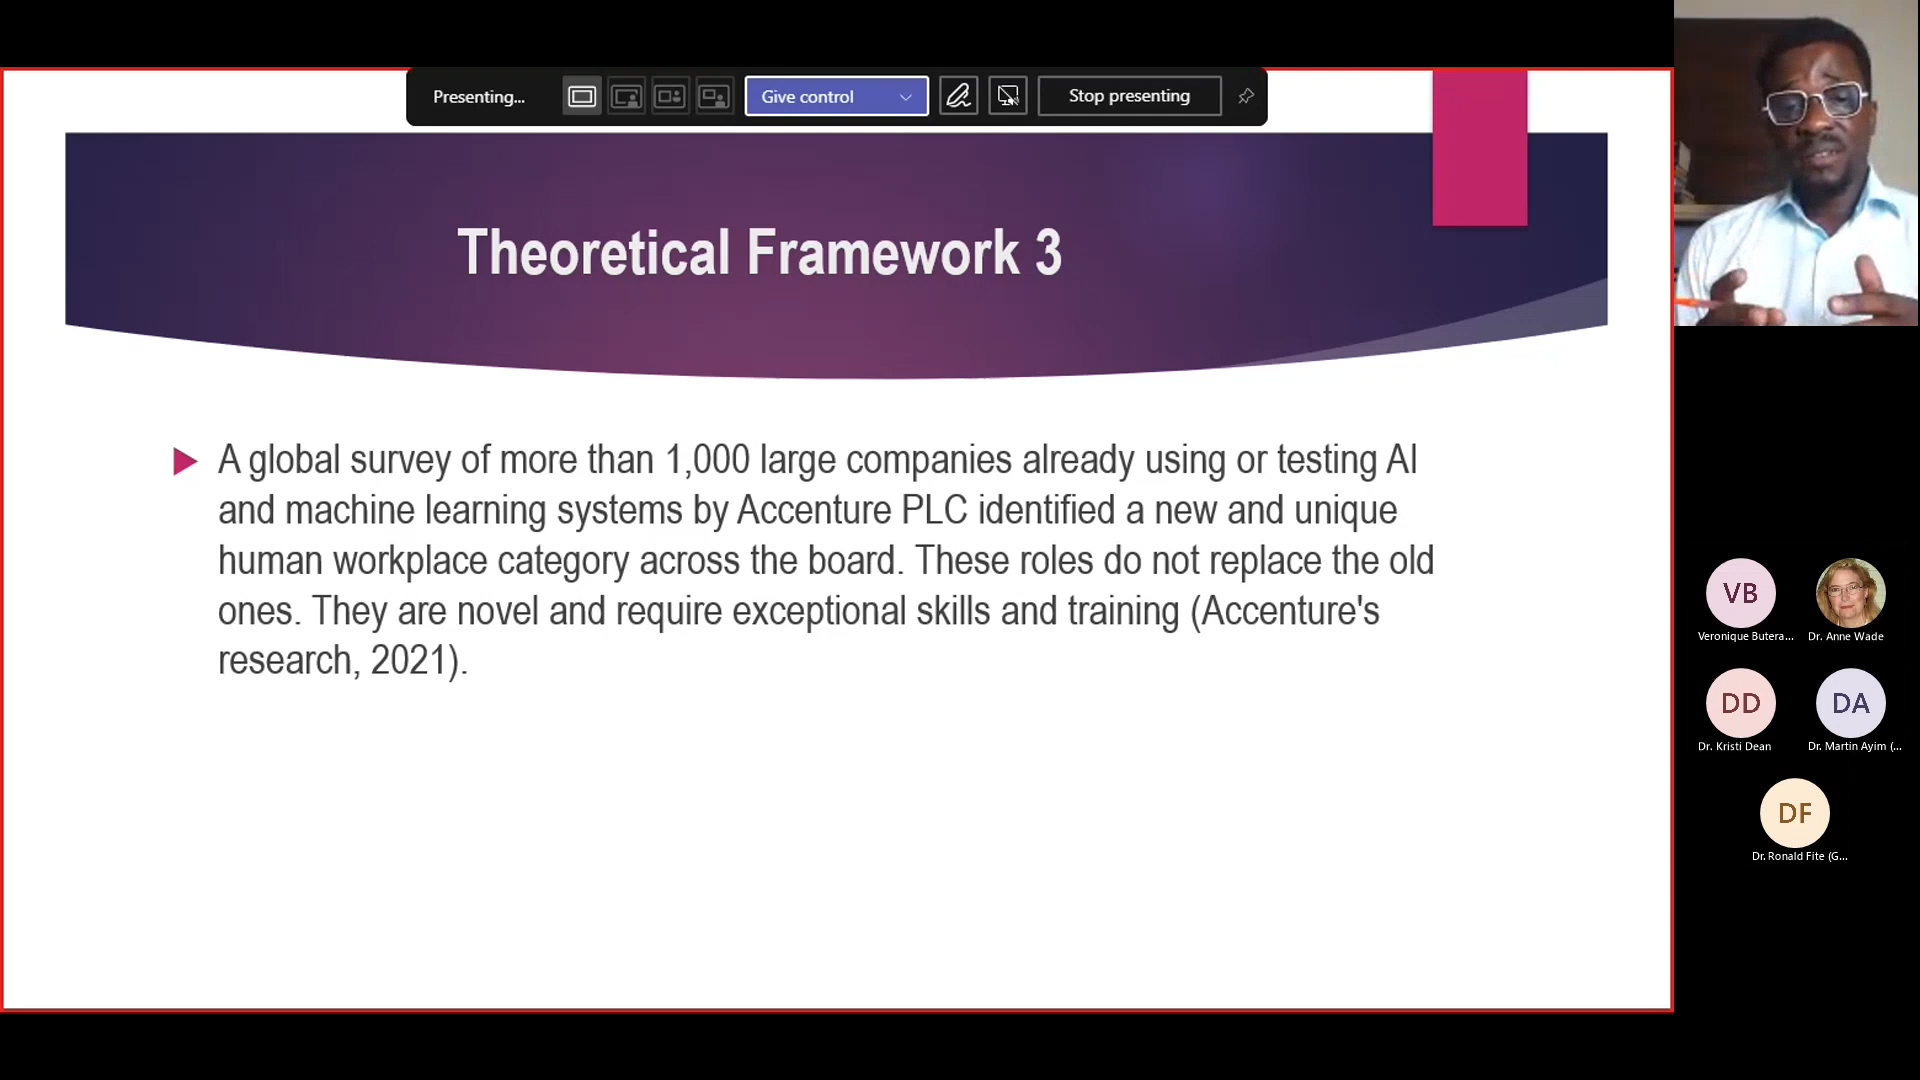 Presenting...
Give control
Stop presenting
Theoretical Framework 3
A global survey of more than 1,000 large companies already using or testing AI
and machine learning systems by Accenture PLC identified a new and unique
human workplace category across the board. These roles do not replace the old
ones. They are novel and require exceptional skills and training (Accenture's
research, 2021).
VB
Veronique Butera...
Dr. Anne Wade
DD
Dr. Kristi Dean
DA
Dr. Martin Ayim (...
DF
Dr. Ronald Fite (G...